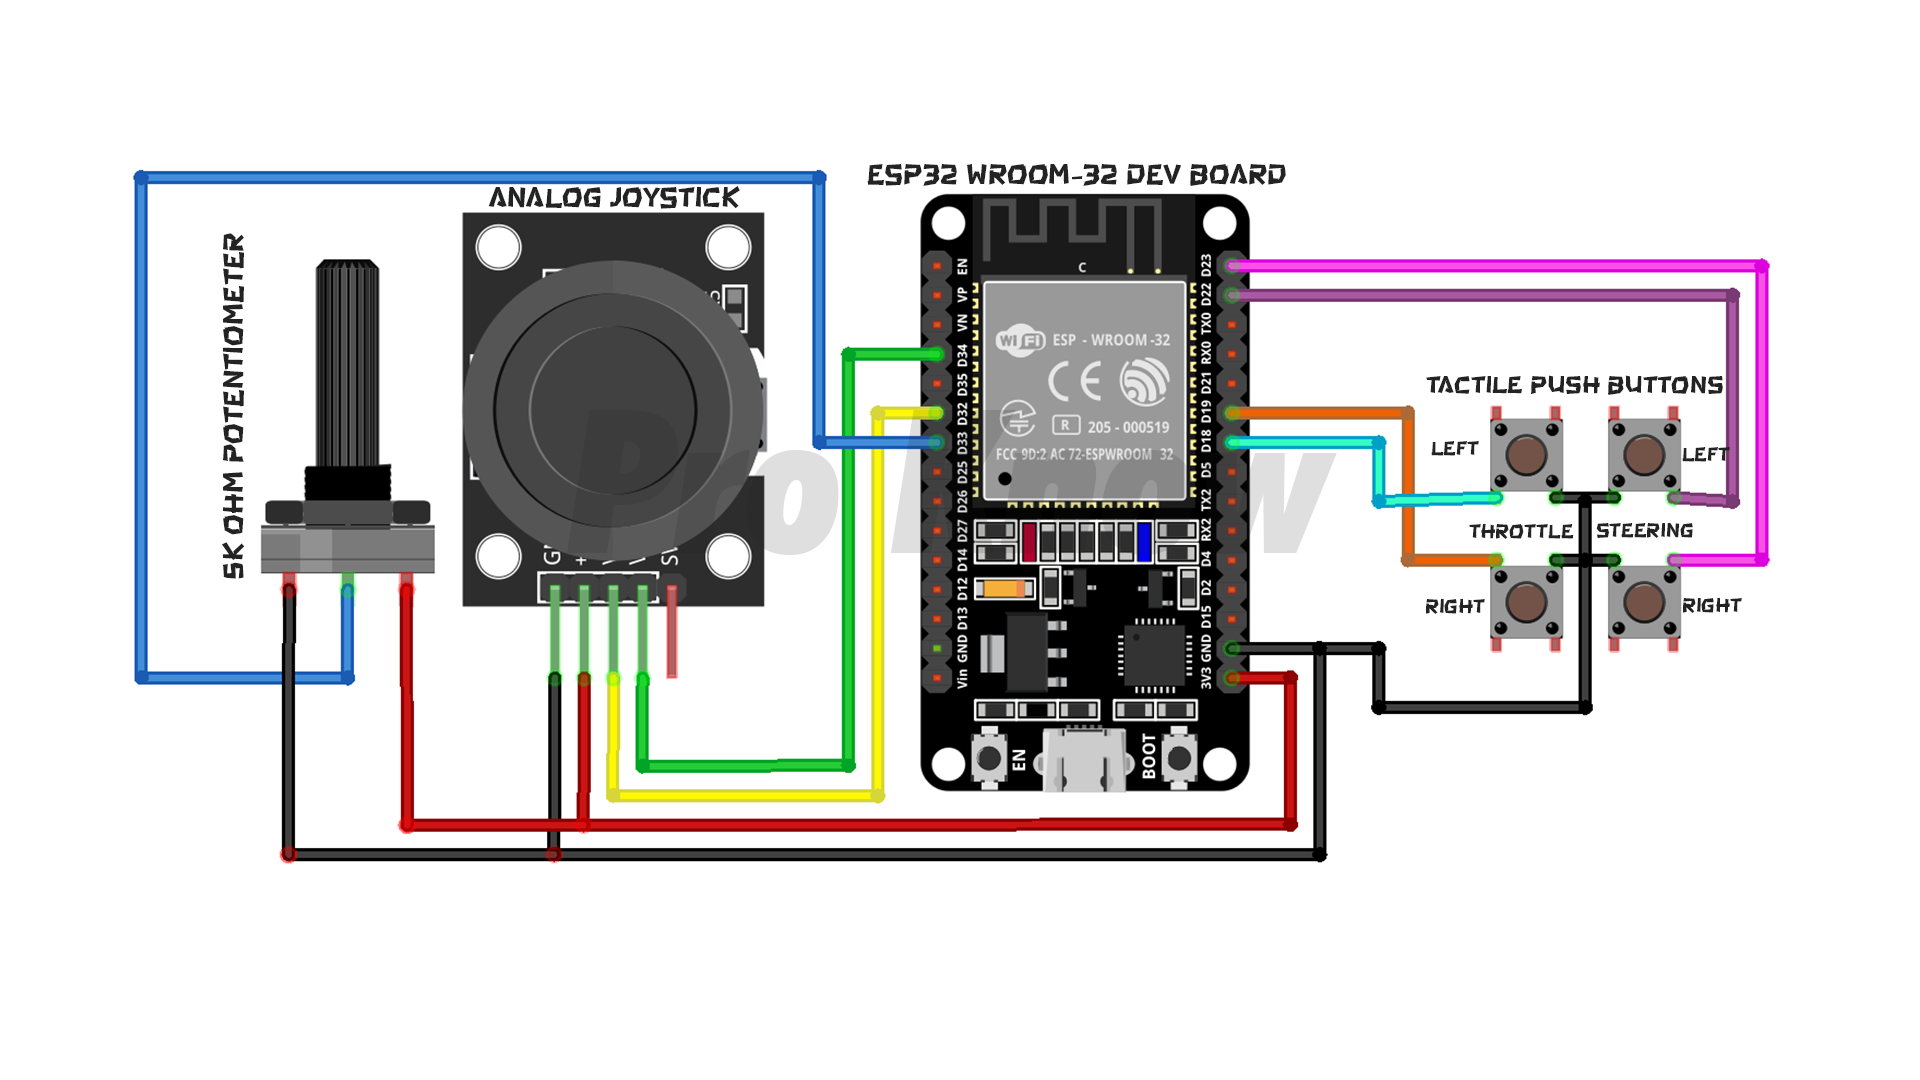 ESP32 WROOM-32 DEV BOARD
ANALOG JOYSTICK
5K OHM POTENTIOMETER
TACTILE PUSH BUTTONS
LEFT
LEFT
THROTTLE
STEERING
RIGHT
RIGHT
C
WiFi
ESP - WROOM -32
CE
R
205 - 000519
FCC 9D:2 AC 72-ESPWROOM 32
EN
VP
VN
D34
D35
D32
D33
D25
D26
D27
D14
D12
D13
GND
Vin
D23
D22
TX0
RX0
D21
D19
D18
D5
TX2
RX2
D4
D2
D15
GND
3V3
EN
BOOT
+
Pro Know